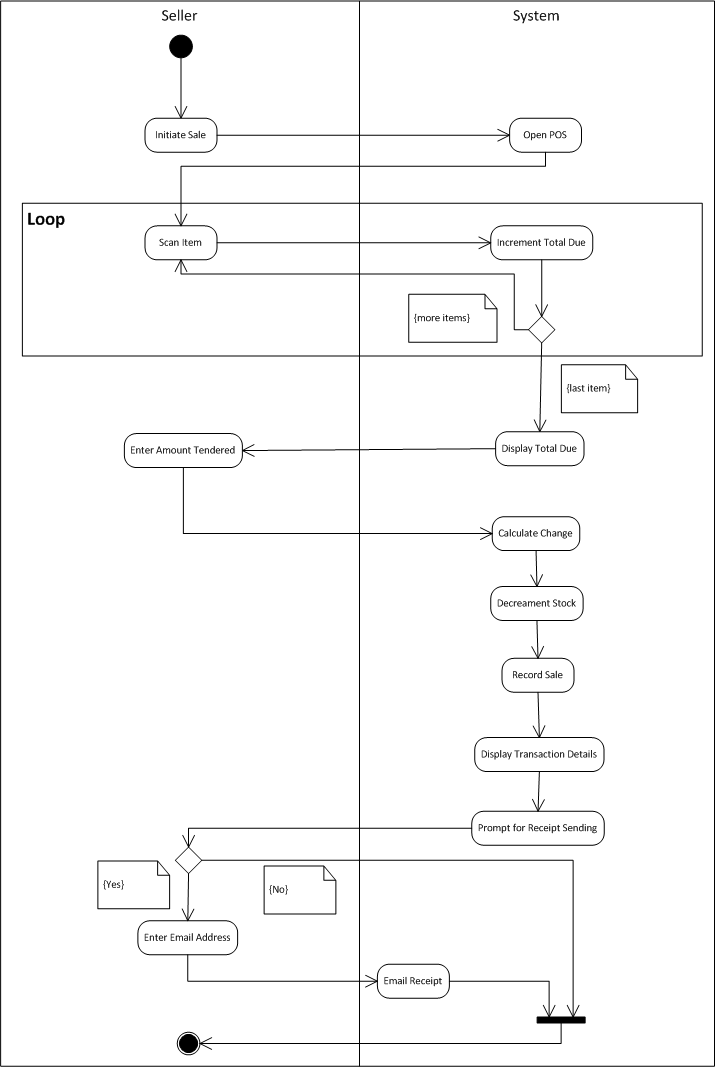 Seller
System
Initiate Sale
Open POS
Loop
Scan Item
Increment Total Due
{more items}
{last item}
Enter Amount Tendered
Display Total Due
Calculate Change
Decreament Stock
Record Sale
Display Transaction Details
Prompt for Receipt Sending
{Yes}
{No}
Enter Email Address
Email Receipt